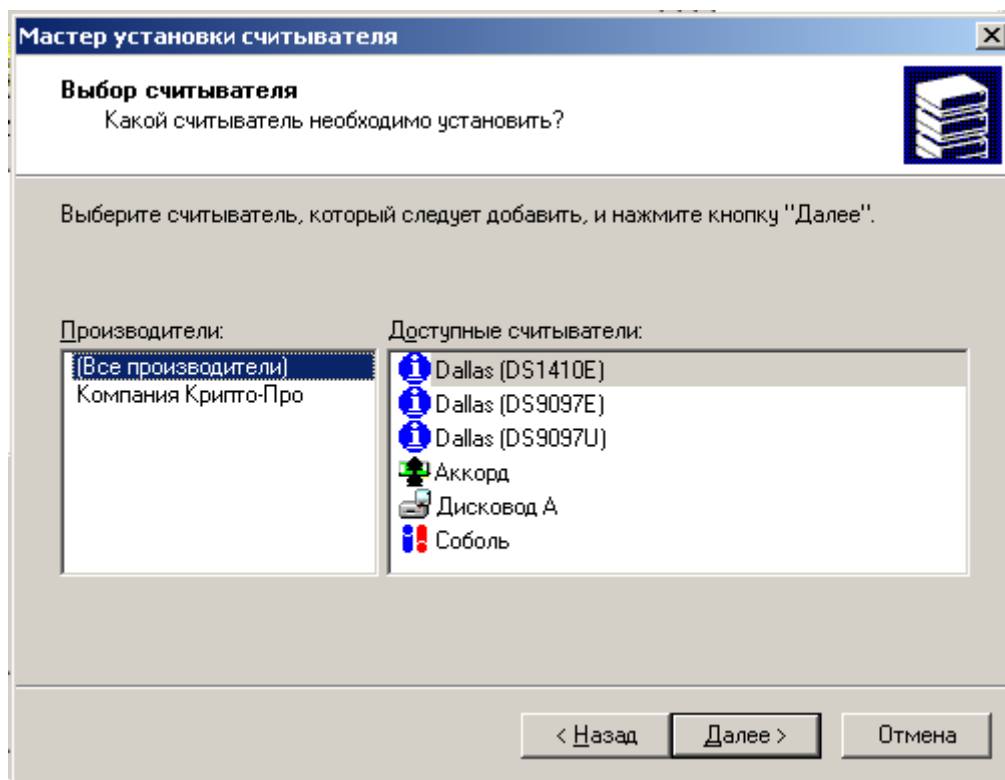 Мастер установки считывателя
Выбор считывателя
Какой считыватель необходимо установить?
Выберите считыватель, который следует добавить, и нажмите кнопку "Далее".
Производители:
Доступные считыватели:
(Все производители)
Компания Крипто-Про
Dallas (DS1410E)
Dallas (DS9097E)
Dallas (DS9097U)
Аккорд
Дисковод А
Соболь
< Назад
Далее >
Отмена